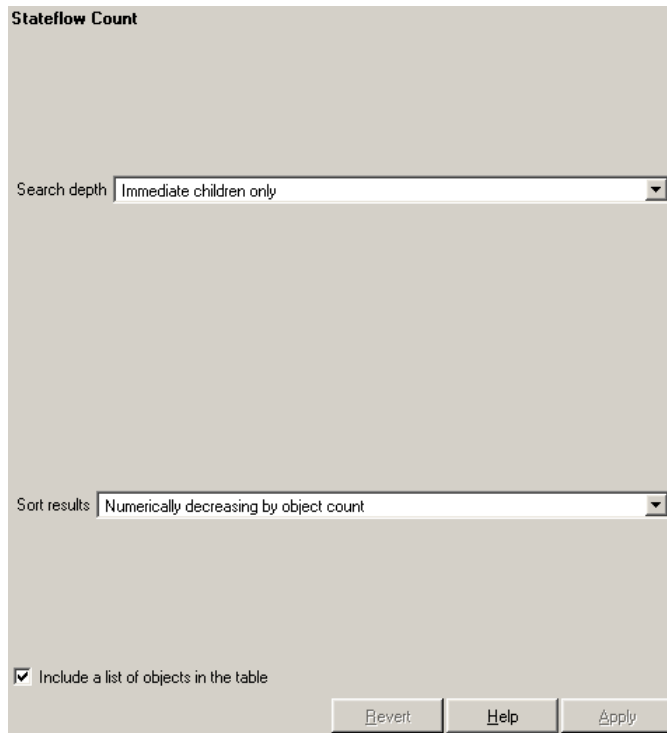 Stateflow Count
Search depth Immediate children only
Sort results Numerically decreasing by object count
Include a list of objects in the table
Revert Help Apply